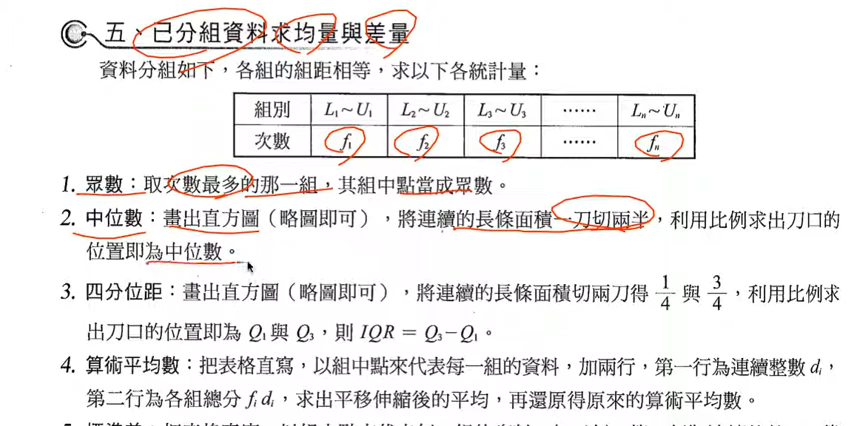 五、已分組資料求均量與差量
資料分組如下，各組的組距相等，求以下各統計量：
組別 L₁~U₁ L₂~U₂ L₃~U₃ …… Lₙ~Uₙ
次數 f₁ f₂ f₃ …… fₙ
1. 眾數：取次數最多的那一組，其組中點當成眾數。
2. 中位數：畫出直方圖（略圖即可），將連續的長條面積一刀切兩半，利用比例求出刀口的
位置即為中位數。
3. 四分位距：畫出直方圖（略圖即可），將連續的長條面積切兩刀得 1/4 與 3/4，利用比例求
出刀口的位置即為 Q₁ 與 Q₃，則 IQR = Q₃−Q₁。
4. 算術平均數：把表格直寫，以組中點來代表每一組的資料，加兩行，第一行為連續整數 dᵢ，
第二行為各組總分 fᵢdᵢ，求出平移伸縮後的平均，再還原得原來的算術平均數。